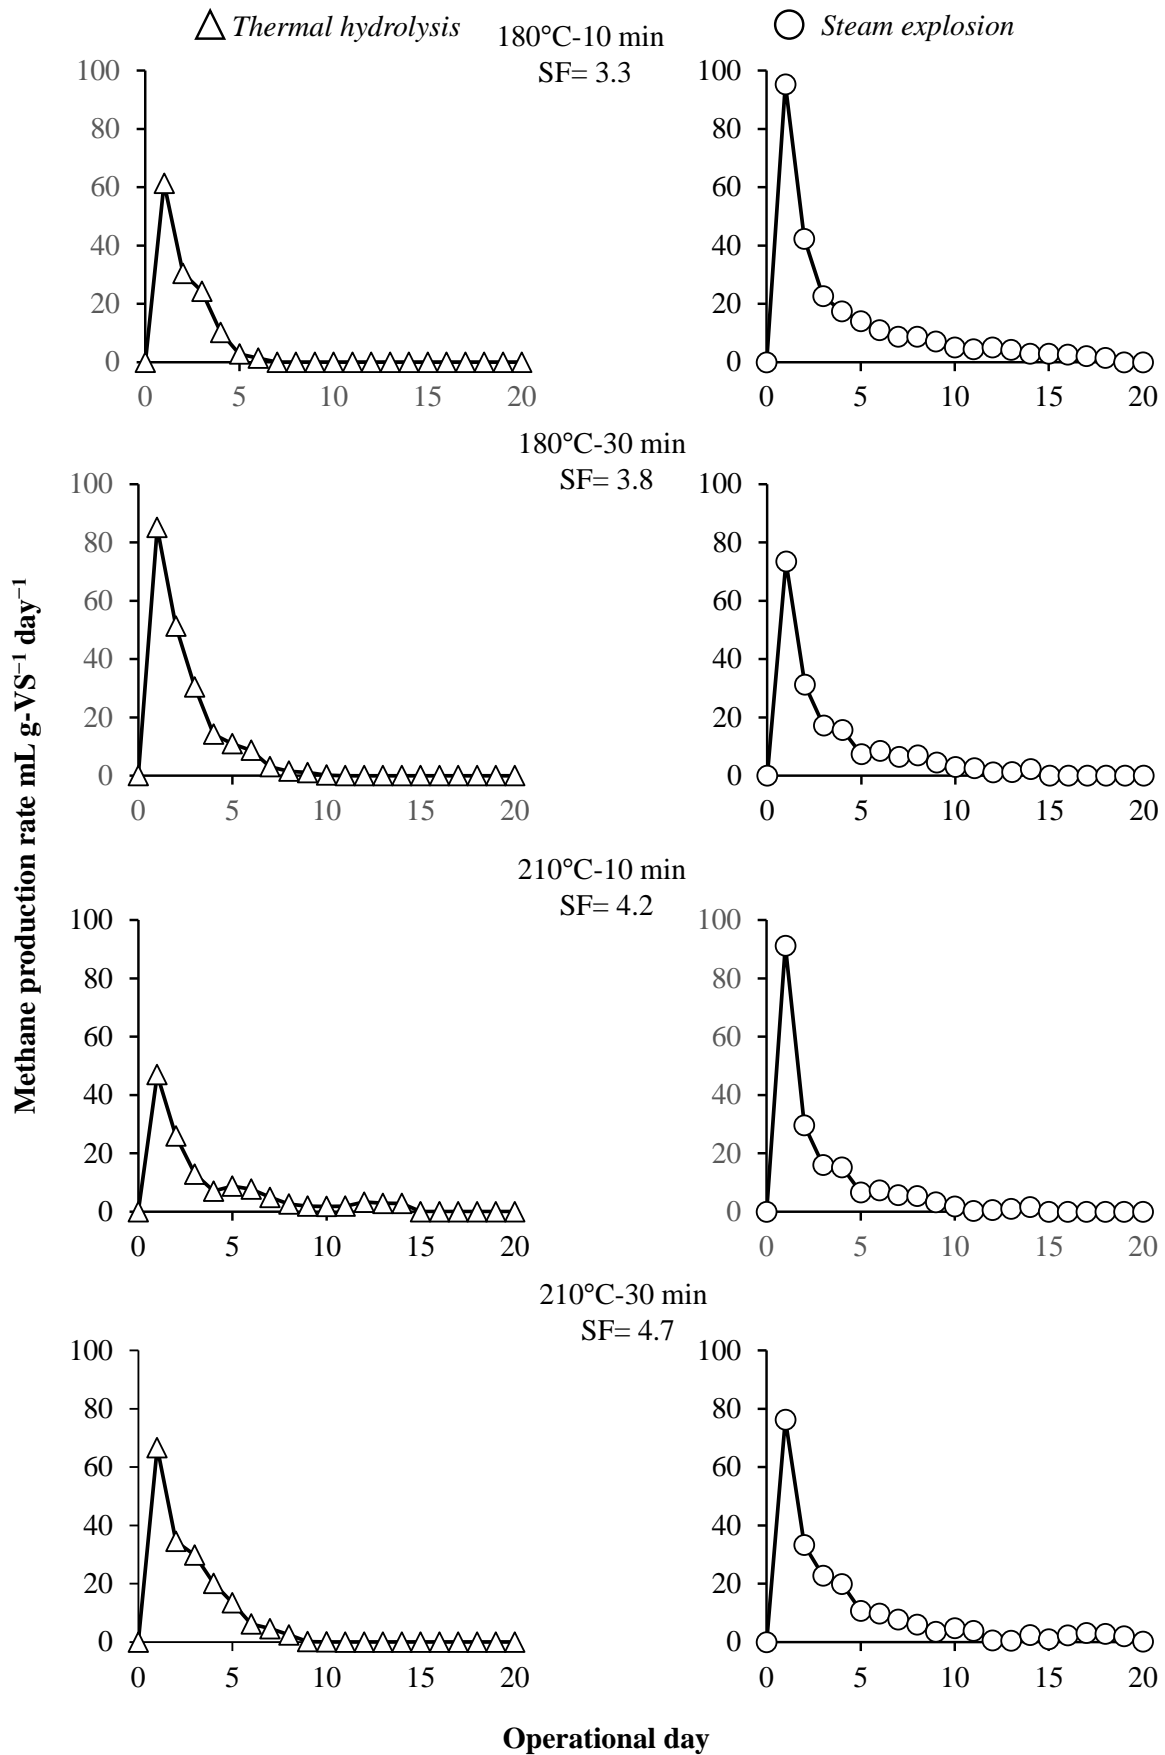 Thermal hydrolysis
Steam explosion
180°C-10 min
SF= 3.3
100
80
60
40
20
0
0 5 10 15 20
100
80
60
40
20
0
0 5 10 15 20
180°C-30 min
SF= 3.8
100
80
60
40
20
0
0 5 10 15 20
100
80
60
40
20
0
0 5 10 15 20
Methane production rate mL g-VS⁻¹ day⁻¹
210°C-10 min
SF= 4.2
100
80
60
40
20
0
0 5 10 15 20
100
80
60
40
20
0
0 5 10 15 20
210°C-30 min
SF= 4.7
100
80
60
40
20
0
0 5 10 15 20
100
80
60
40
20
0
0 5 10 15 20
Operational day